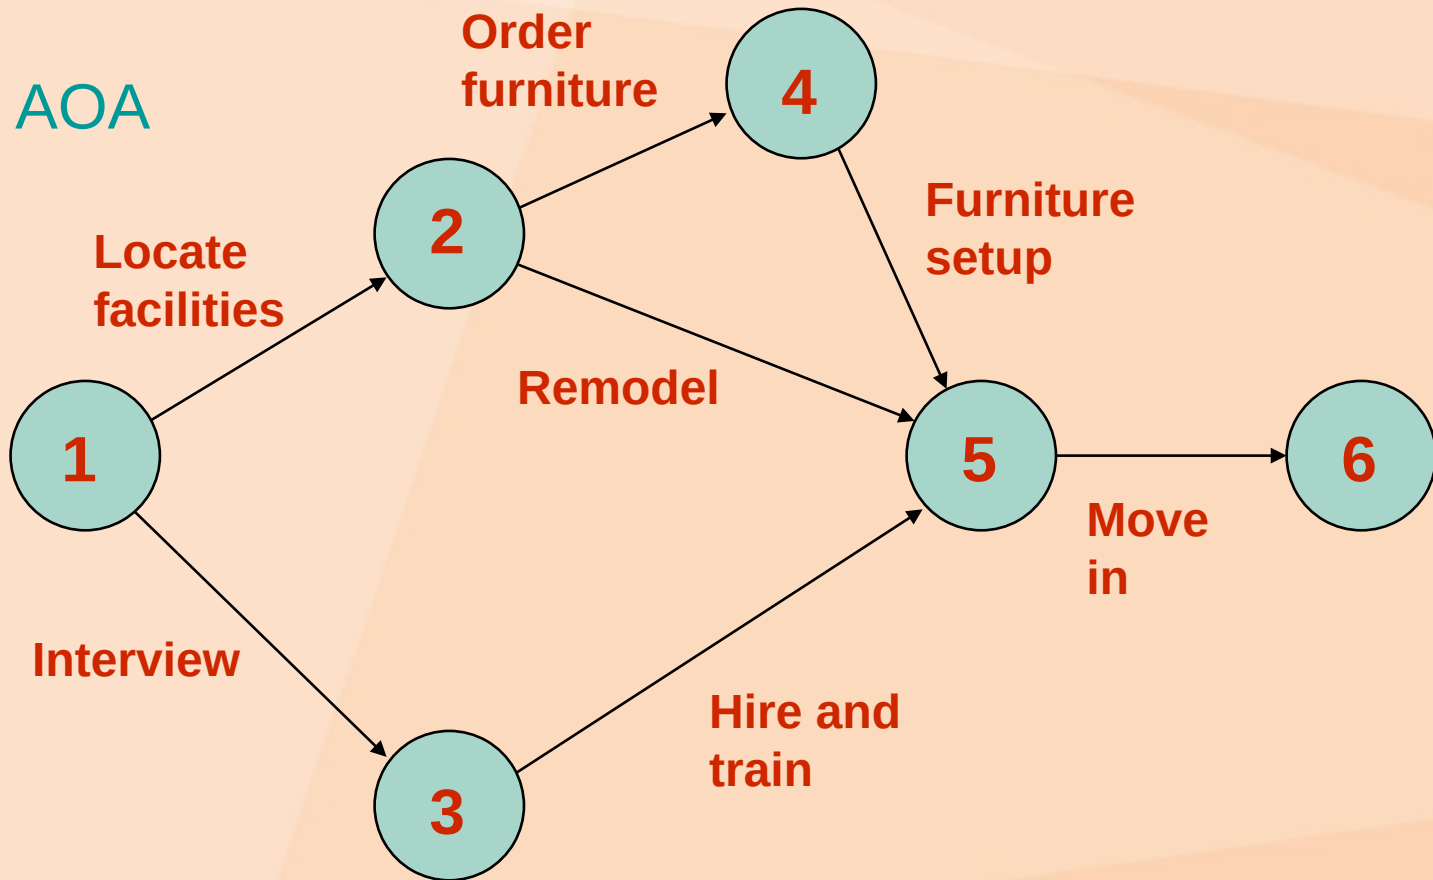 Order
furniture
4
AOA
Furniture
setup
2
Locate
facilities
Remodel
1
5
6
Move
in
Interview
Hire and
train
3